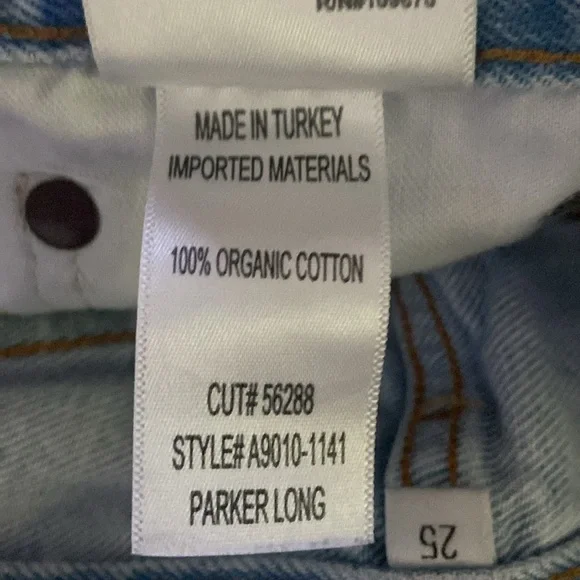 MADE IN TURKEY
IMPORTED MATERIALS
100% ORGANIC COTTON
CUT# 56288
STYLE# A9010-1141
PARKER LONG
25